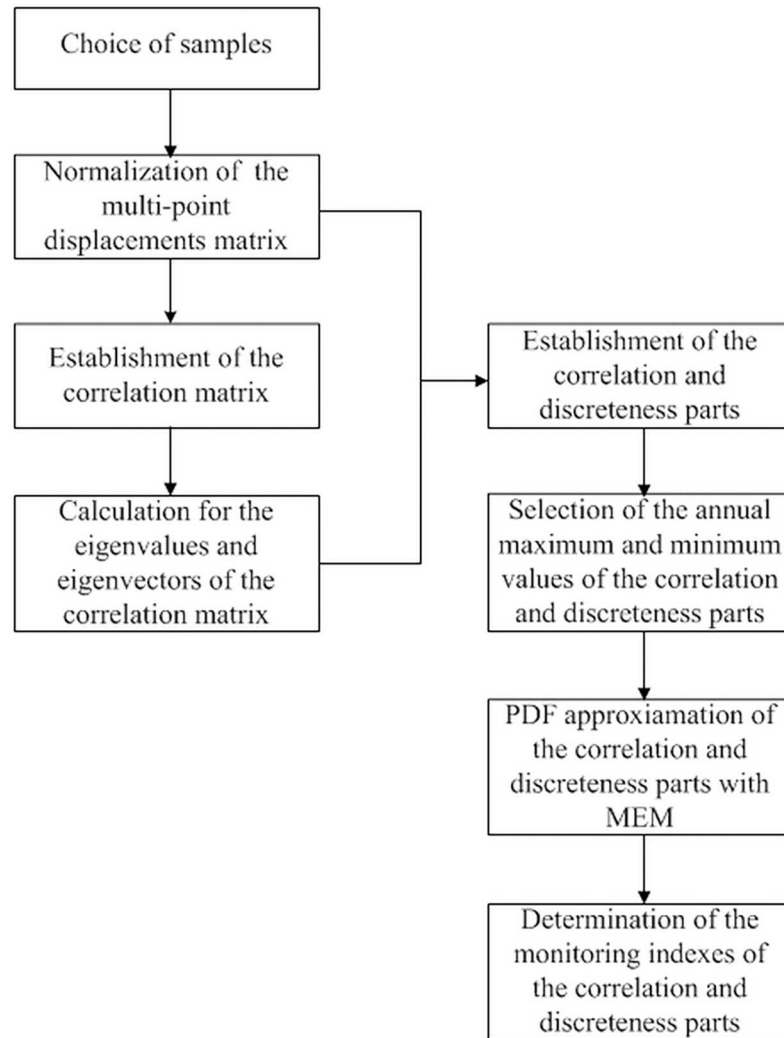 Choice of samples
Normalization of the
multi-point
displacements matrix
Establishment of the
correlation matrix
Calculation for the
eigenvalues and
eigenvectors of the
correlation matrix
Establishment of the
correlation and
discreteness parts
Selection of the annual
maximum and minimum
values of the correlation
and discreteness parts
PDF approxiamation of
the correlation and
discreteness parts with
MEM
Determination of the
monitoring indexes of
the correlation and
discreteness parts